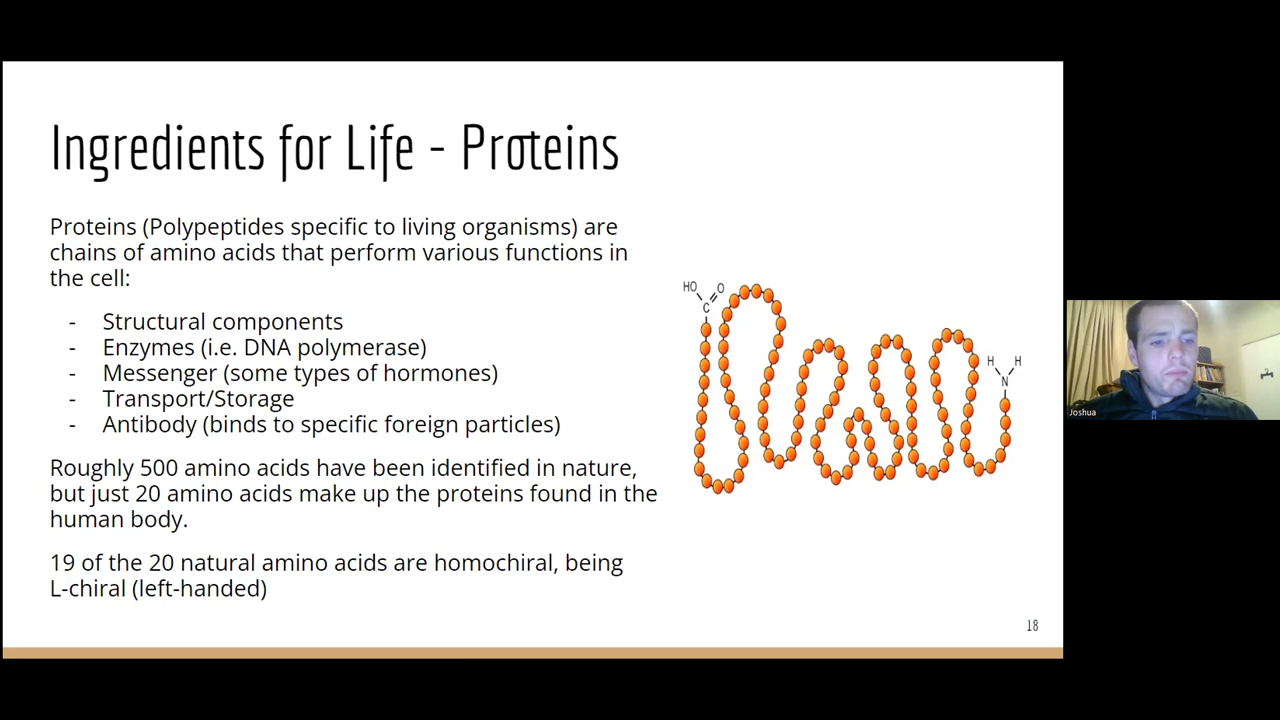 Ingredients for Life - Proteins
Proteins (Polypeptides specific to living organisms) are
chains of amino acids that perform various functions in
the cell:
- Structural components
- Enzymes (i.e. DNA polymerase)
- Messenger (some types of hormones)
- Transport/Storage
- Antibody (binds to specific foreign particles)
Roughly 500 amino acids have been identified in nature,
but just 20 amino acids make up the proteins found in the
human body.
19 of the 20 natural amino acids are homochiral, being
L-chiral (left-handed)
HO O
C
H H
N
18
Joshua